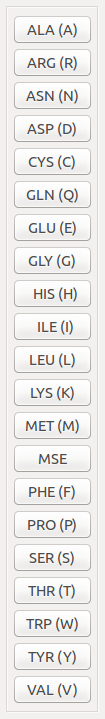 ALA (A)
ARG (R)
ASN (N)
ASP (D)
CYS (C)
GLN (Q)
GLU (E)
GLY (G)
HIS (H)
ILE (I)
LEU (L)
LYS (K)
MET (M)
MSE
PHE (F)
PRO (P)
SER (S)
THR (T)
TRP (W)
TYR (Y)
VAL (V)